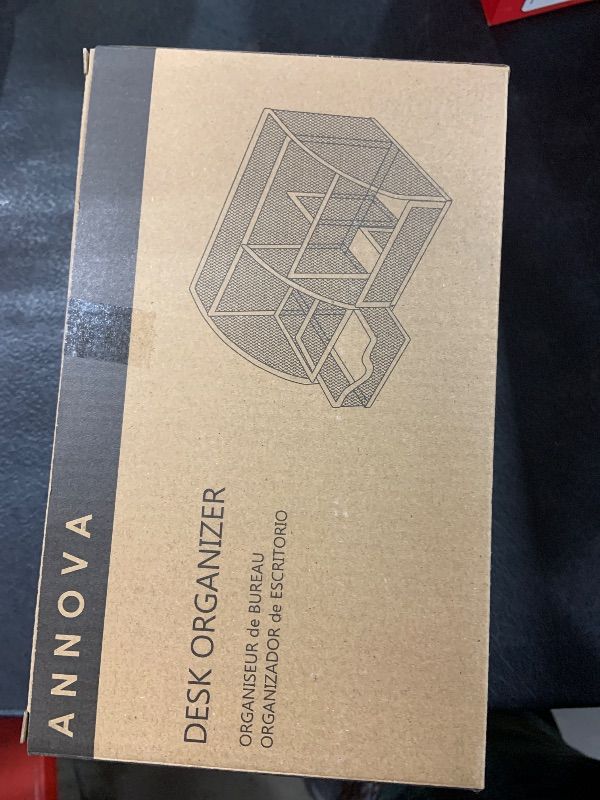 ANNOVA
DESK ORGANIZER
ORGANISEUR de BUREAU
ORGANIZADOR de ESCRITORIO